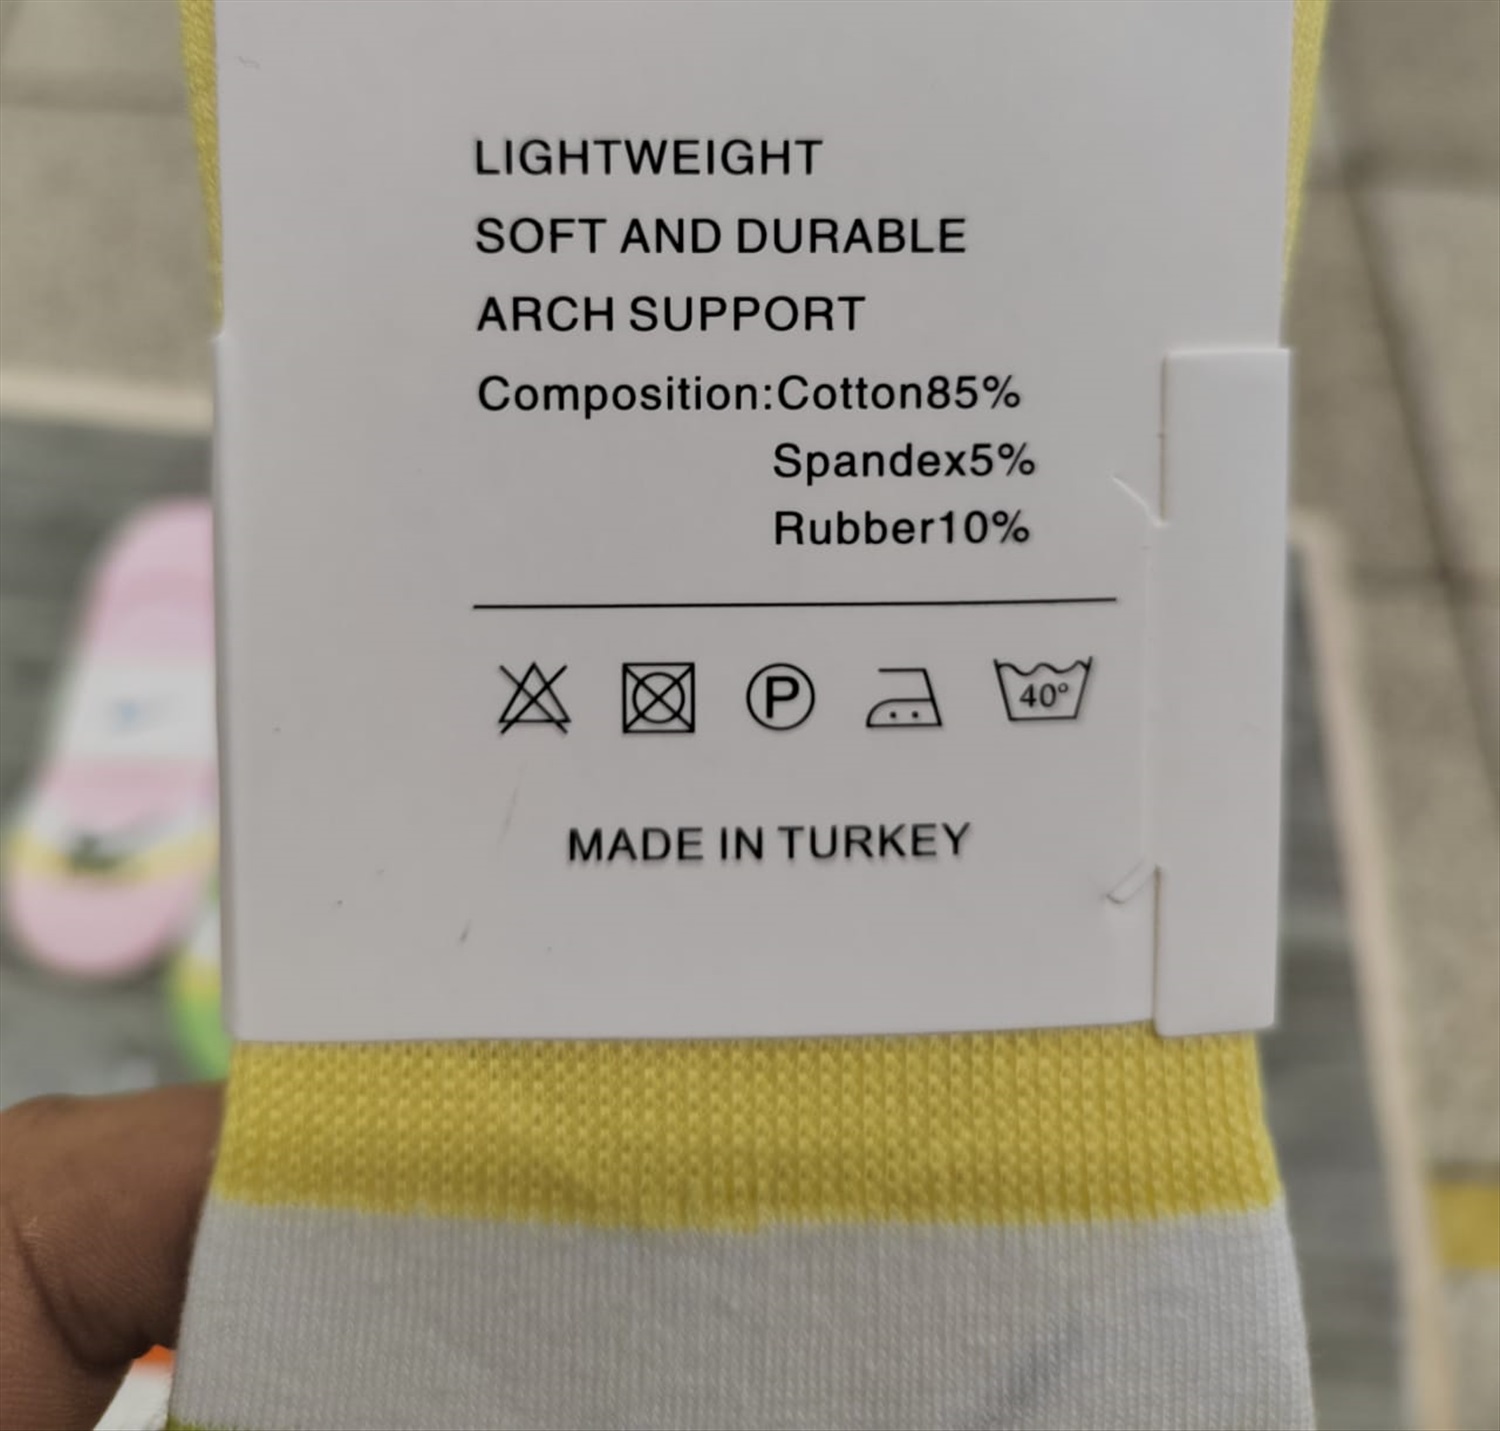 LIGHTWEIGHT
SOFT AND DURABLE
ARCH SUPPORT
Composition:Cotton85%
Spandex5%
Rubber10%
P 40°
MADE IN TURKEY